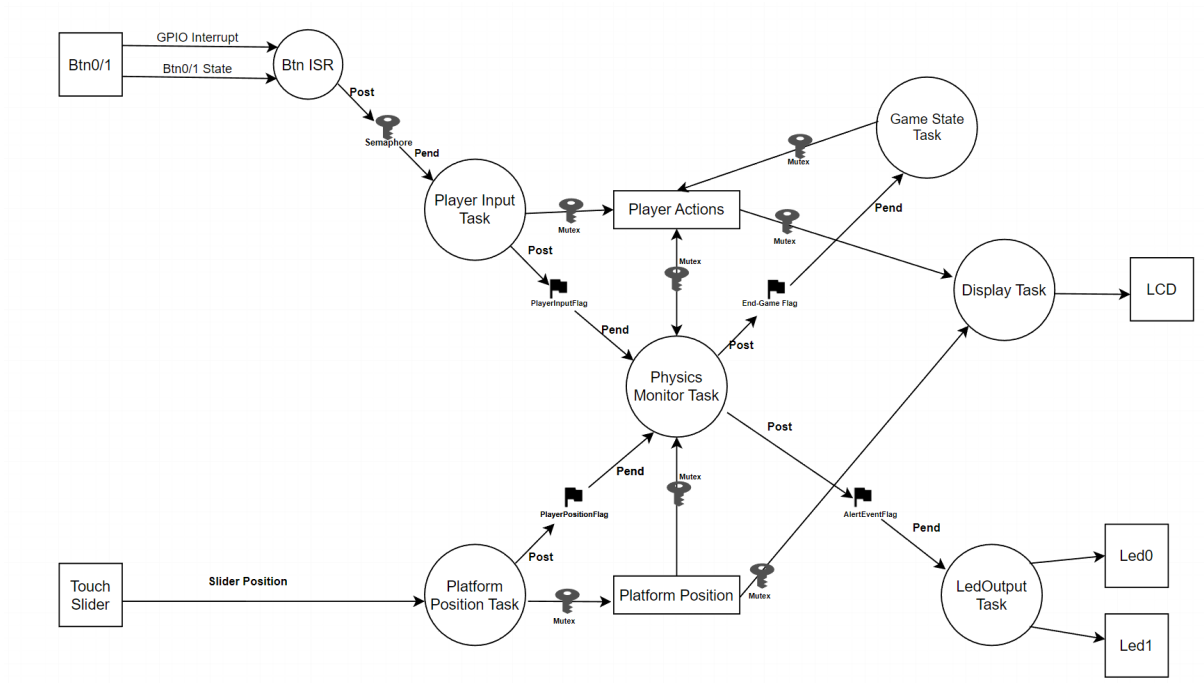 GPIO Interrupt
Btn0/1
Btn ISR
Btn0/1 State
Post
Semaphore
Pend
Game State
Task
Mutex
Player Input
Task
Mutex
Player Actions
Mutex
Pend
Post
PlayerInputFlag
Mutex
End-Game Flag
Display Task
LCD
Pend
Post
Physics
Monitor Task
Post
Pend
Mutex
PlayerPositionFlag
AlertEventFlag
Post
Pend
Touch
Slider
Slider Position
Platform
Position Task
Mutex
Platform Position
Mutex
LedOutput
Task
Led0
Led1